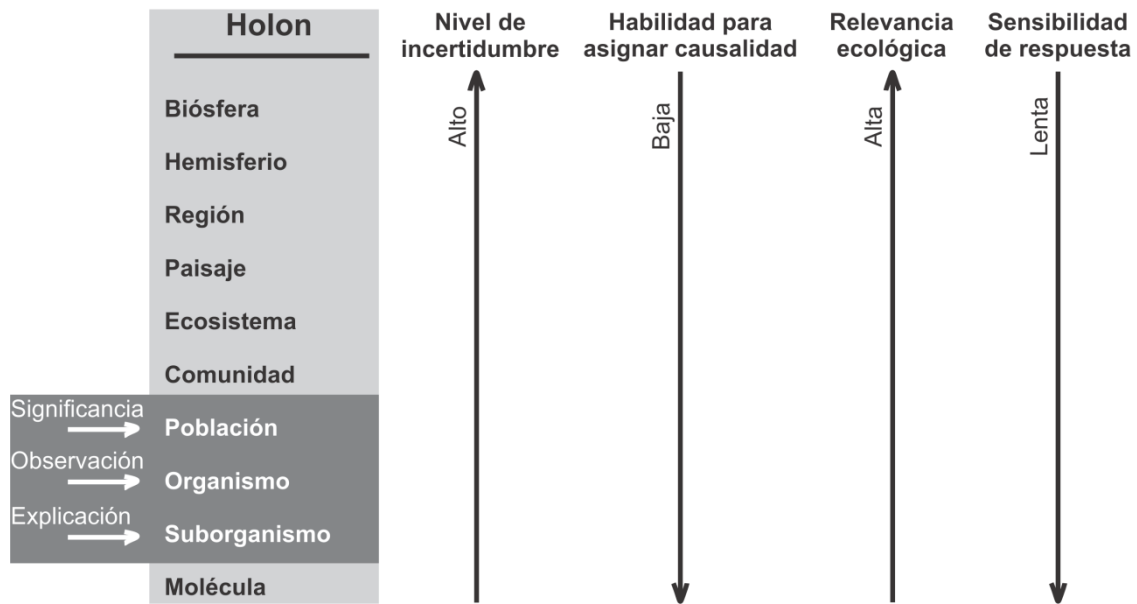 Holon
Nivel de
incertidumbre
Habilidad para
asignar causalidad
Relevancia
ecológica
Sensibilidad
de respuesta
Alto
Baja
Alta
Lenta
Biósfera
Hemisferio
Región
Paisaje
Ecosistema
Comunidad
Significancia
Población
Observación
Organismo
Explicación
Suborganismo
Molécula